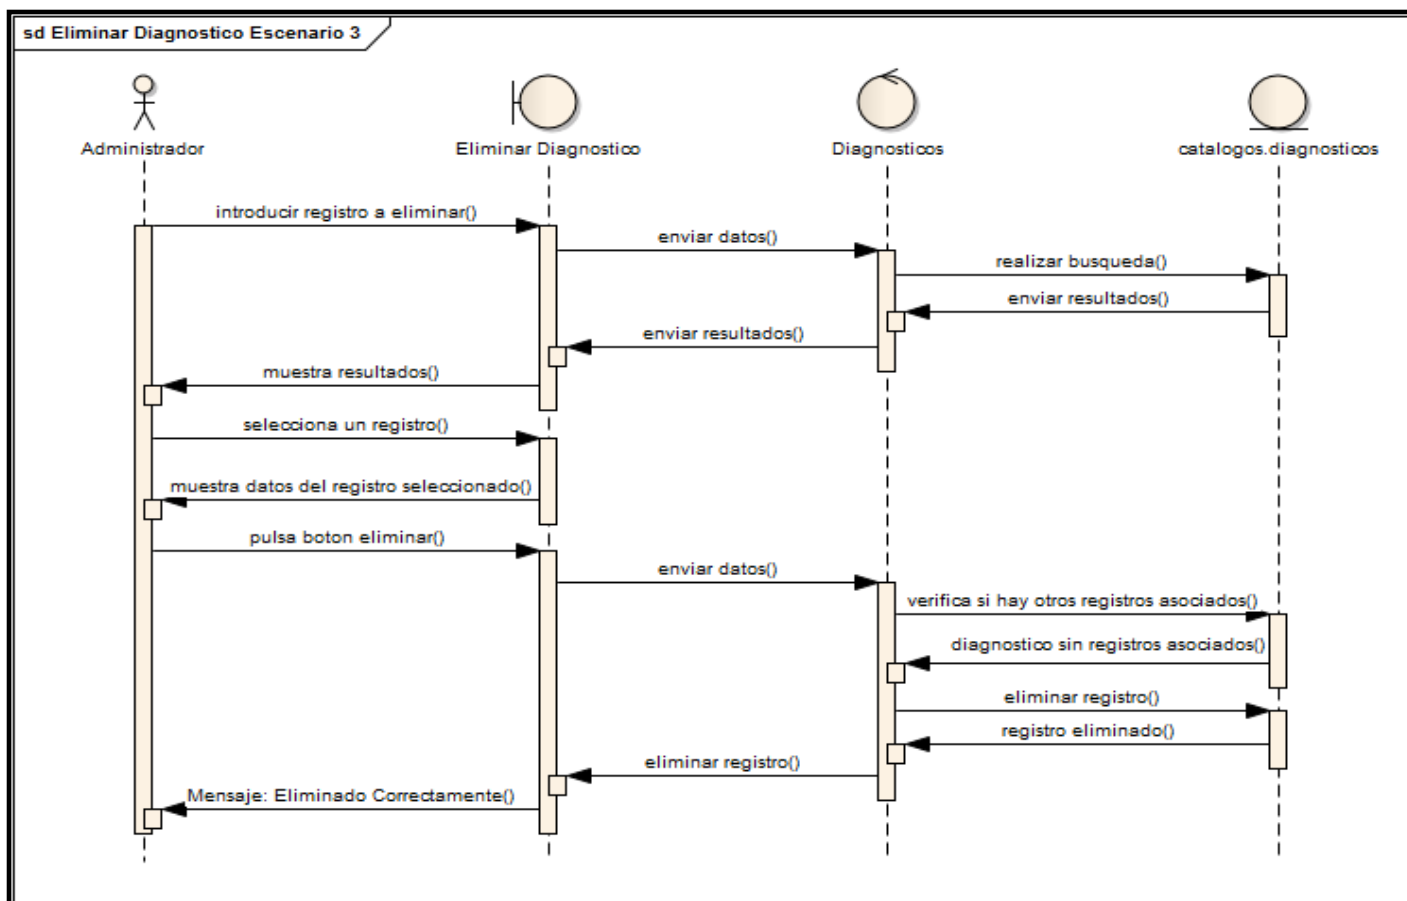 sd Eliminar Diagnostico Escenario 3
Administrador
Eliminar Diagnostico
Diagnosticos
catalogos.diagnosticos
introducir registro a eliminar()
enviar datos()
realizar busqueda()
enviar resultados()
enviar resultados()
muestra resultados()
selecciona un registro()
muestra datos del registro seleccionado()
pulsa boton eliminar()
enviar datos()
verifica si hay otros registros asociados()
diagnostico sin registros asociados()
eliminar registro()
registro eliminado()
eliminar registro()
Mensaje: Eliminado Correctamente()